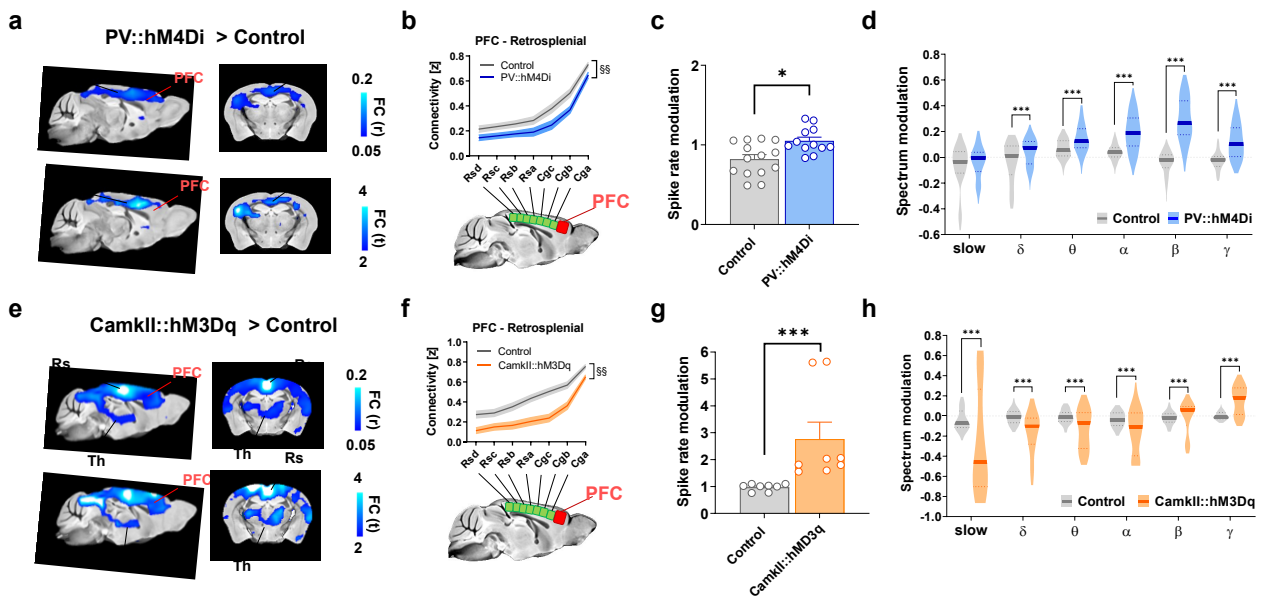 a
PV::hM4Di > Control
PFC
0.2
FC (r)
0.05
PFC
4
FC (t)
2
b
PFC - Retrosplenial
Connectivity [z]
0.8
0.6
0.4
0.2
0.0
Control
PV::hM4Di
§§
Rsd
Rsc
Rsb
Rsa
Cgc
Cgb
Cga
PFC
c
Spike rate modulation
2
1
0
*
Control
PV::hM4Di
d
Spectrum modulation
0.8
0.6
0.4
0.2
0.0
-0.2
-0.4
-0.6
***
***
***
***
***
Control
PV::hM4Di
slow
δ
θ
α
β
γ
e
CamkII::hM3Dq > Control
Rs
PFC
Th
0.2
FC (r)
0.05
Th
Rs
PFC
4
FC (t)
2
Th
f
PFC - Retrosplenial
Connectivity [z]
1.0
0.8
0.6
0.4
0.2
0.0
Control
CamkII::hM3Dq
§§
Rsd
Rsc
Rsb
Rsa
Cgc
Cgb
Cga
PFC
g
Spike rate modulation
6
5
4
3
2
1
0
***
Control
CamkII::hMD3q
h
Spectrum modulation
0.8
0.6
0.4
0.2
0.0
-0.2
-0.4
-0.6
-0.8
-1.0
***
***
***
***
***
***
Control
CamkII::hM3Dq
slow
δ
θ
α
β
γ